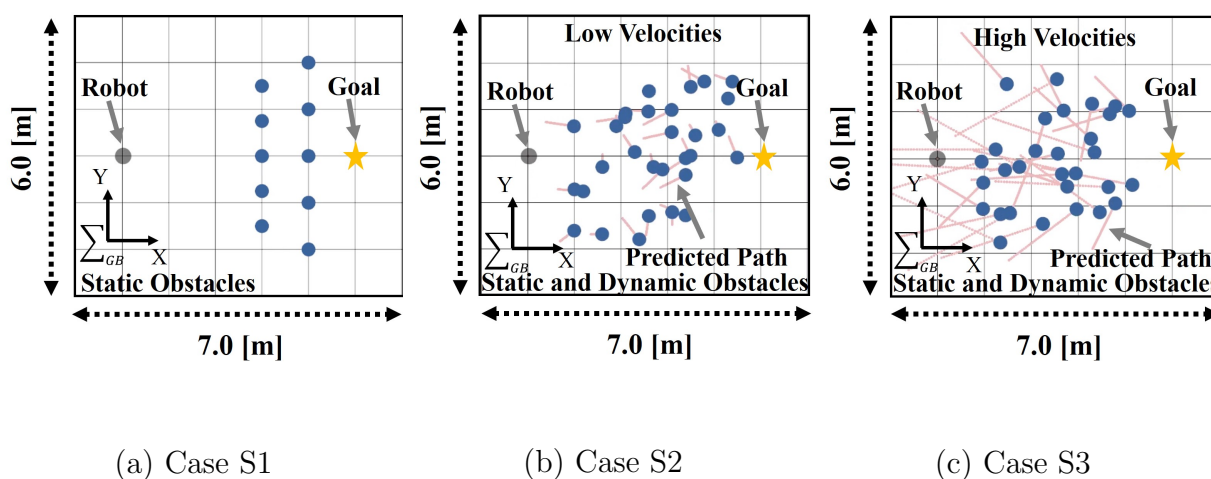 6.0 [m]
Robot
Goal
Y
X
∑GB
Static Obstacles
7.0 [m]
(a) Case S1
6.0 [m]
Low Velocities
Robot
Goal
Y
X
∑GB
Predicted Path
Static and Dynamic Obstacles
7.0 [m]
(b) Case S2
6.0 [m]
High Velocities
Robot
Goal
Y
X
∑GB
Predicted Path
Static and Dynamic Obstacles
7.0 [m]
(c) Case S3